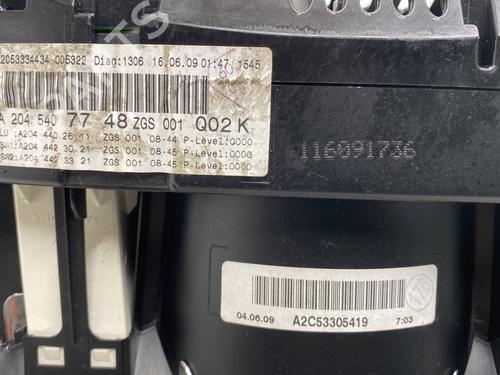 A2C53334434 005322 Diag:1306 16.06.09 01:47 1545
A 204 540 77 48 ZGS 001 Q02 K
LU :A204 440 26 11 ZGS 001 08-44 P-Level:0000
SW1:A204 442 30 21 ZGS 001 08-45 P-Level:0000
SW2:A204 442 33 21 ZGS 001 08-45 P-Level:0000
116091736
04.06.09 A2C53305419 7:03